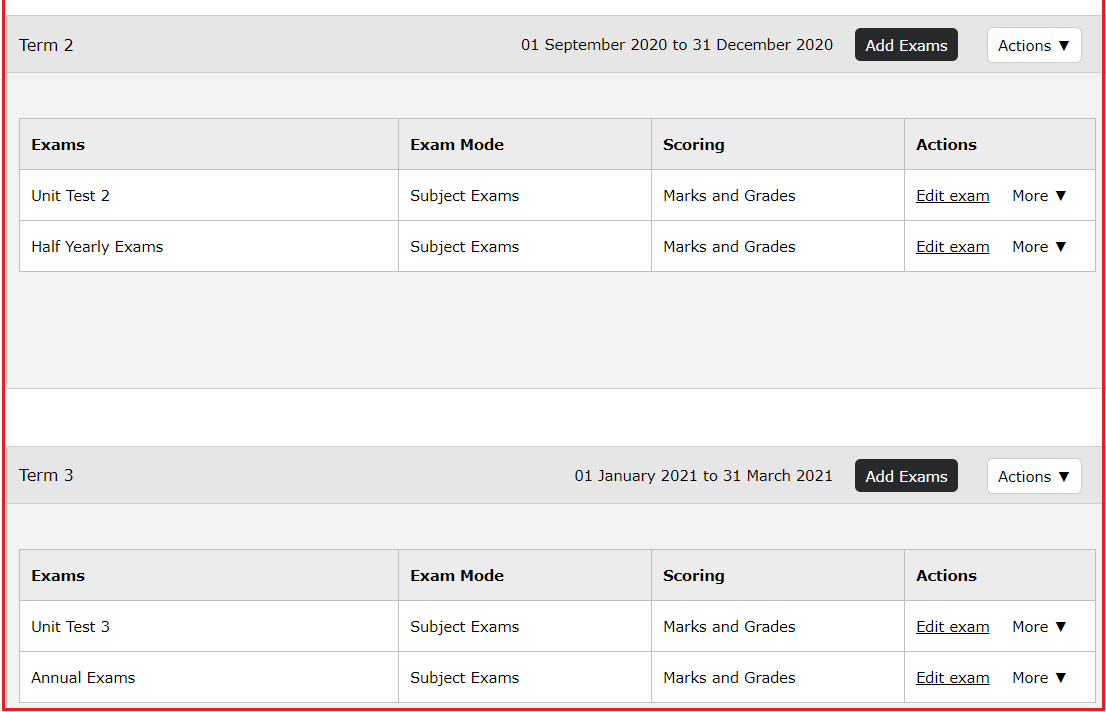 Term 2 01 September 2020 to 31 December 2020 Add Exams Actions ▼
Exams Exam Mode Scoring Actions
Unit Test 2 Subject Exams Marks and Grades Edit exam More ▼
Half Yearly Exams Subject Exams Marks and Grades Edit exam More ▼
Term 3 01 January 2021 to 31 March 2021 Add Exams Actions ▼
Exams Exam Mode Scoring Actions
Unit Test 3 Subject Exams Marks and Grades Edit exam More ▼
Annual Exams Subject Exams Marks and Grades Edit exam More ▼